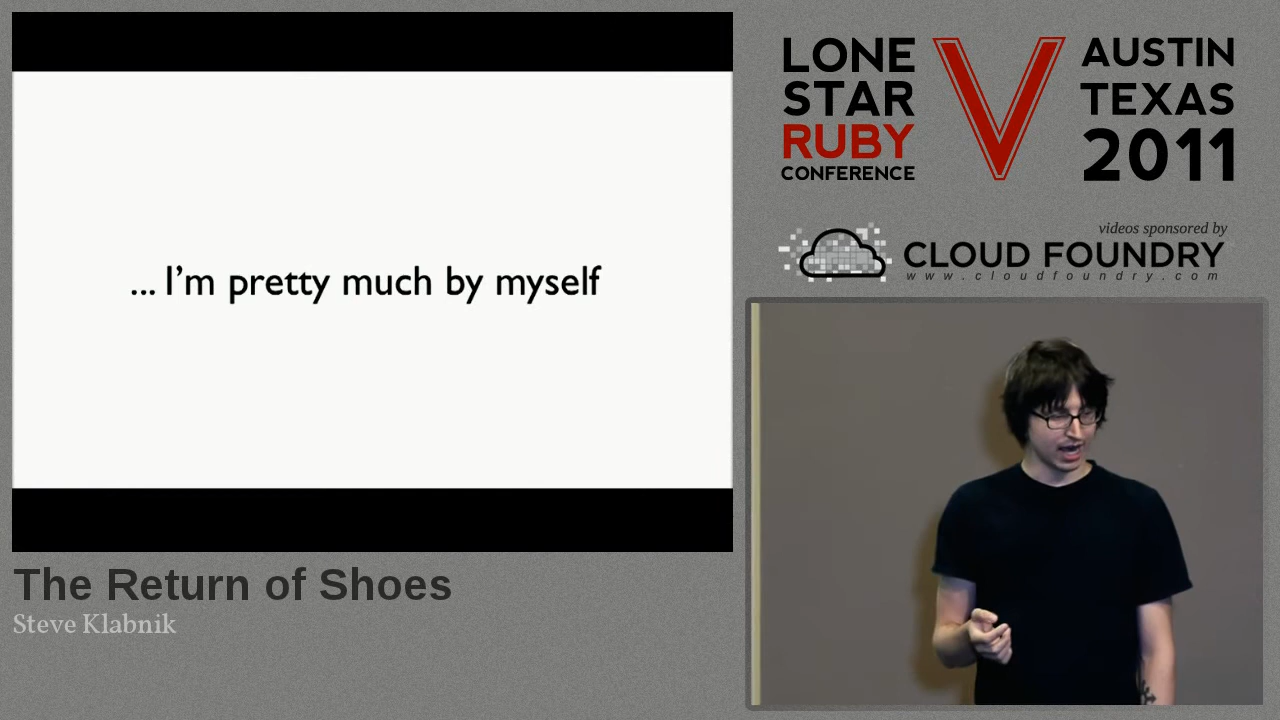 ... I'm pretty much by myself
The Return of Shoes
Steve Klabnik
LONE
STAR
RUBY
CONFERENCE
V
AUSTIN
TEXAS
2011
videos sponsored by
CLOUD FOUNDRY
www.cloudfoundry.com